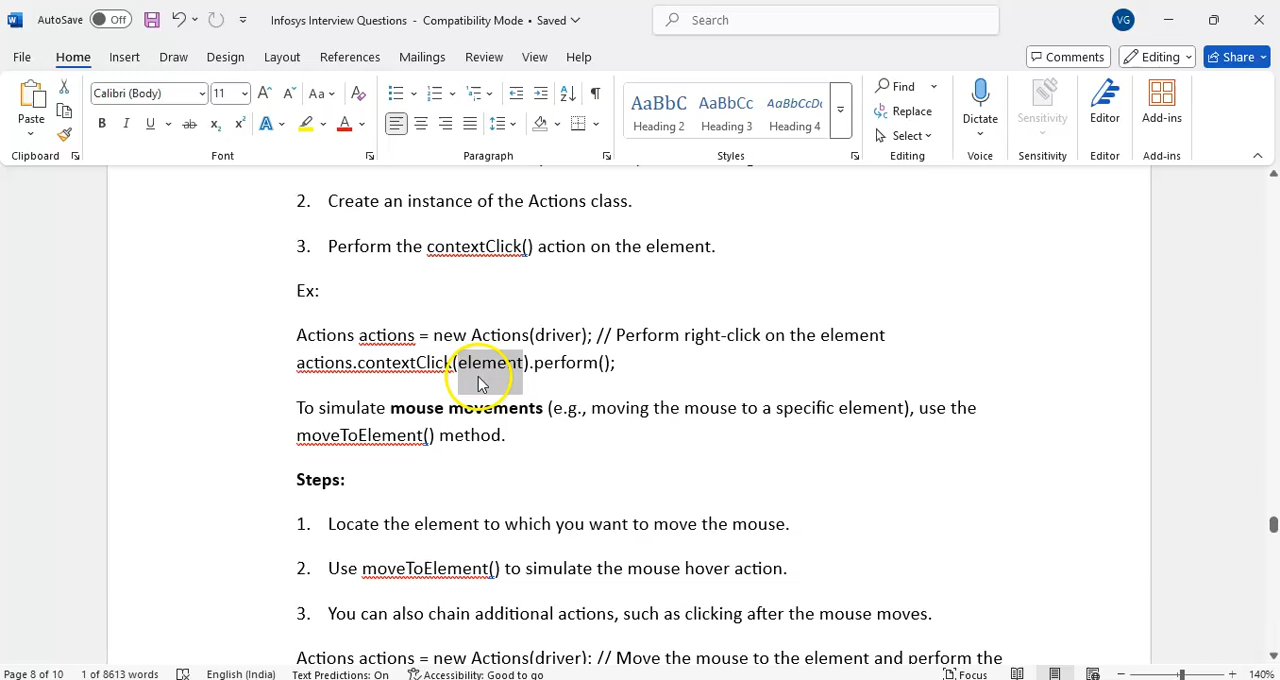 AutoSave Off Infosys Interview Questions - Compatibility Mode • Saved Search VG
File Home Insert Draw Design Layout References Mailings Review View Help Comments Editing Share
Calibri (Body) 11 Aa AaBbC AaBbCc AaBbCcDc Find
Paste B I U ab x₂ x² A A Heading 2 Heading 3 Heading 4 Replace Dictate Sensitivity Editor Add-ins
Select
Clipboard Font Paragraph Styles Editing Voice Sensitivity Editor Add-ins
2. Create an instance of the Actions class.
3. Perform the contextClick() action on the element.
Ex:
Actions actions = new Actions(driver); // Perform right-click on the element
actions.contextClick(element).perform();
To simulate mouse movements (e.g., moving the mouse to a specific element), use the
moveToElement() method.
Steps:
1. Locate the element to which you want to move the mouse.
2. Use moveToElement() to simulate the mouse hover action.
3. You can also chain additional actions, such as clicking after the mouse moves.
Actions actions = new Actions(driver); // Move the mouse to the element and perform the
Page 8 of 10 1 of 8613 words English (India) Text Predictions: On Accessibility: Good to go Focus 140%